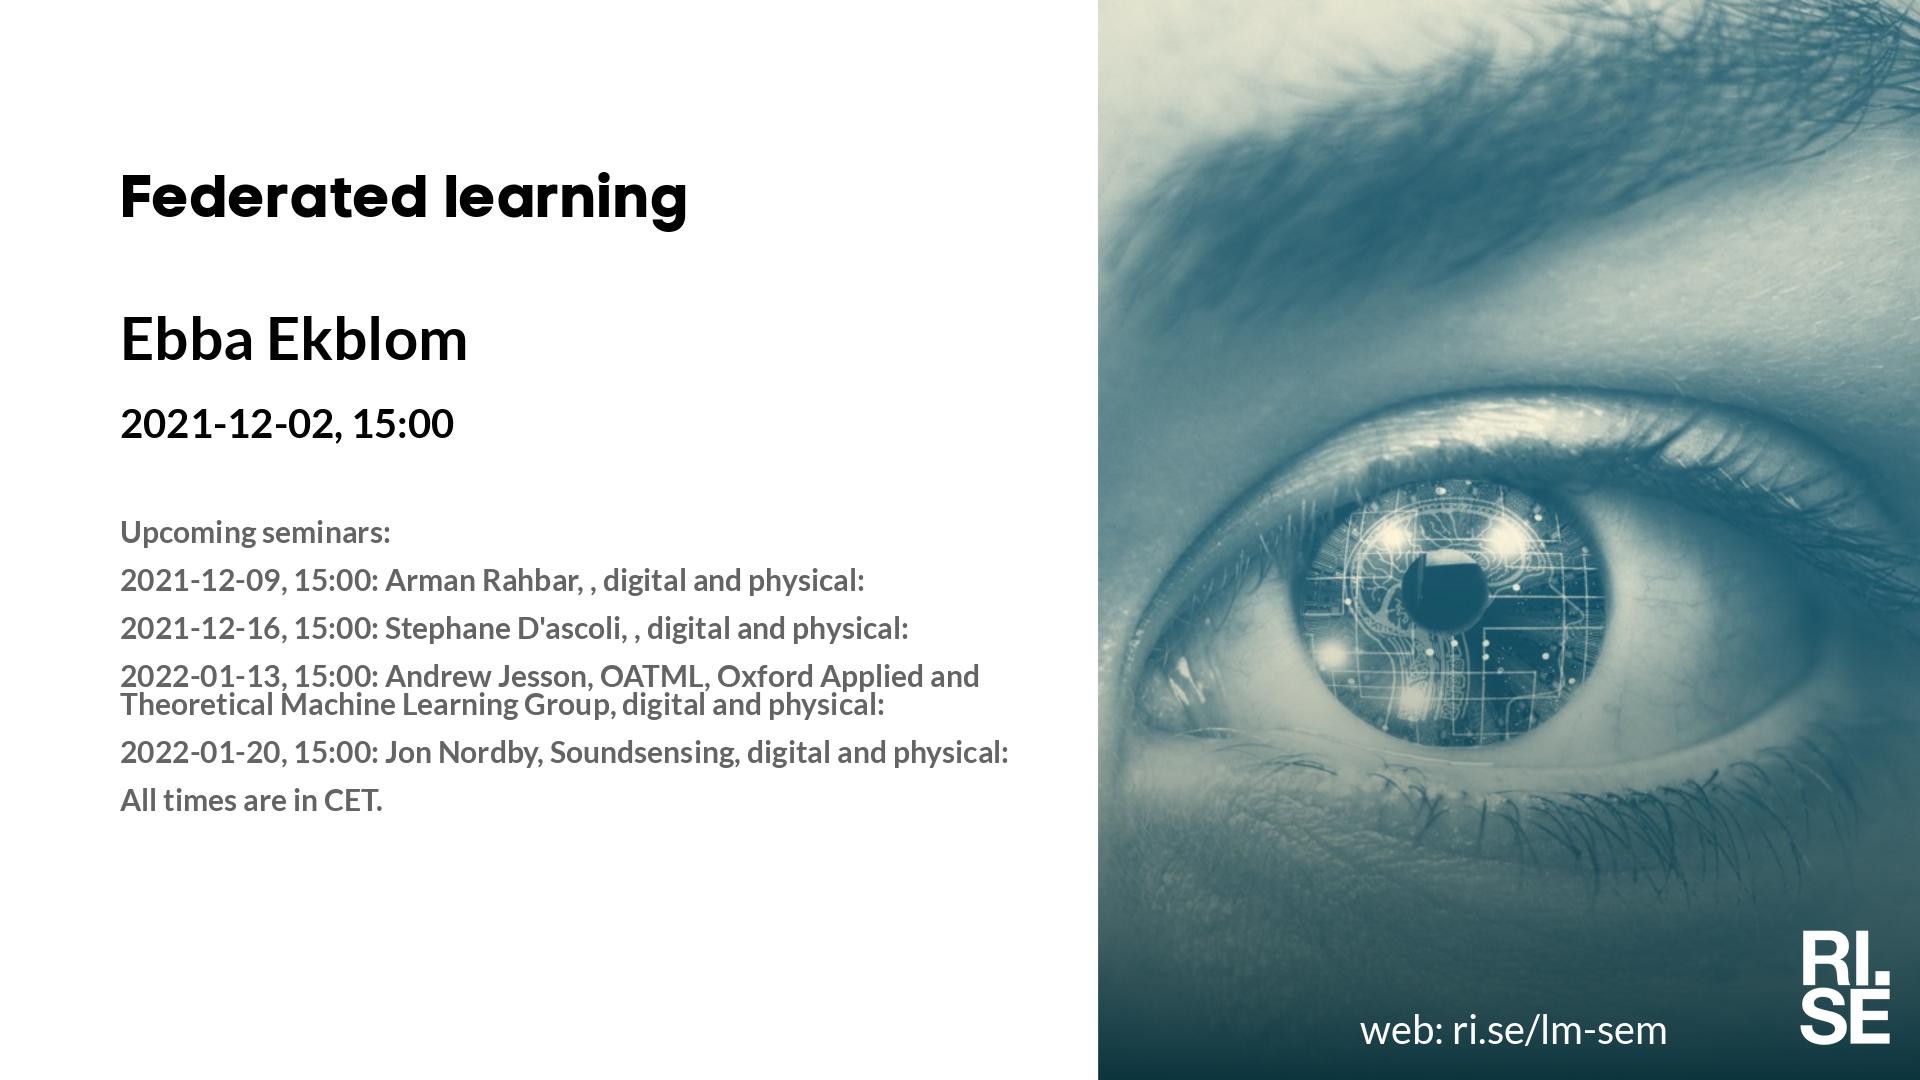 Federated learning
Ebba Ekblom
2021-12-02, 15:00
Upcoming seminars:
2021-12-09, 15:00: Arman Rahbar, , digital and physical:
2021-12-16, 15:00: Stephane D'ascoli, , digital and physical:
2022-01-13, 15:00: Andrew Jesson, OATML, Oxford Applied and
Theoretical Machine Learning Group, digital and physical:
2022-01-20, 15:00: Jon Nordby, Soundsensing, digital and physical:
All times are in CET.
web: ri.se/lm-sem
RI.
SE